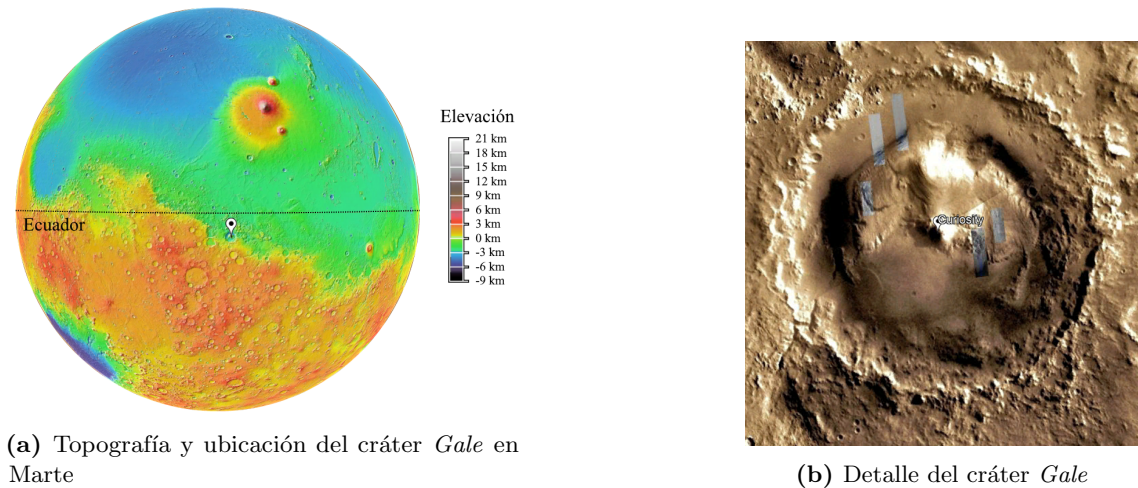 Elevación
21 km
18 km
15 km
12 km
9 km
6 km
3 km
0 km
-3 km
-6 km
-9 km
Ecuador
Curiosity
(a) Topografía y ubicación del cráter Gale en
Marte
(b) Detalle del cráter Gale